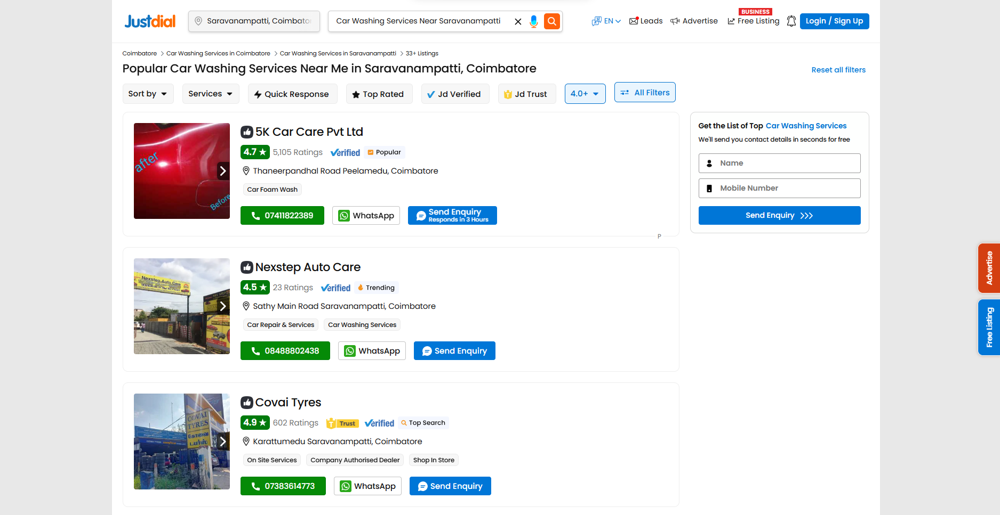 Justdial
Saravanampatti, Coimbator
Car Washing Services Near Saravanampatti
EN
Leads
Advertise
BUSINESS
Free Listing
Login / Sign Up
Coimbatore > Car Washing Services in Coimbatore > Car Washing Services in Saravanampatti > 33+ Listings
Popular Car Washing Services Near Me in Saravanampatti, Coimbatore
Reset all filters
Sort by
Services
Quick Response
Top Rated
Jd Verified
Jd Trust
4.0+
All Filters
after
Before
5K Car Care Pvt Ltd
4.7 ★ 5,105 Ratings Verified Popular
Thaneerpandhal Road Peelamedu, Coimbatore
Car Foam Wash
07411822389
WhatsApp
Send Enquiry
Responds in 3 Hours
P
Get the List of Top Car Washing Services
We'll send you contact details in seconds for free
Name
Mobile Number
Send Enquiry >>>
Nexstep Auto Care
Nexstep Auto Care
4.5 ★ 23 Ratings Verified Trending
Sathy Main Road Saravanampatti, Coimbatore
Car Repair & Services
Car Washing Services
08488802438
WhatsApp
Send Enquiry
COVAI
TYRES
கோவை
டயர்ஸ்
COVAI TYRES
Covai Tyres
4.9 ★ 602 Ratings Trust Verified Top Search
Karattumedu Saravanampatti, Coimbatore
On Site Services
Company Authorised Dealer
Shop In Store
07383614773
WhatsApp
Send Enquiry
Advertise
Free Listing